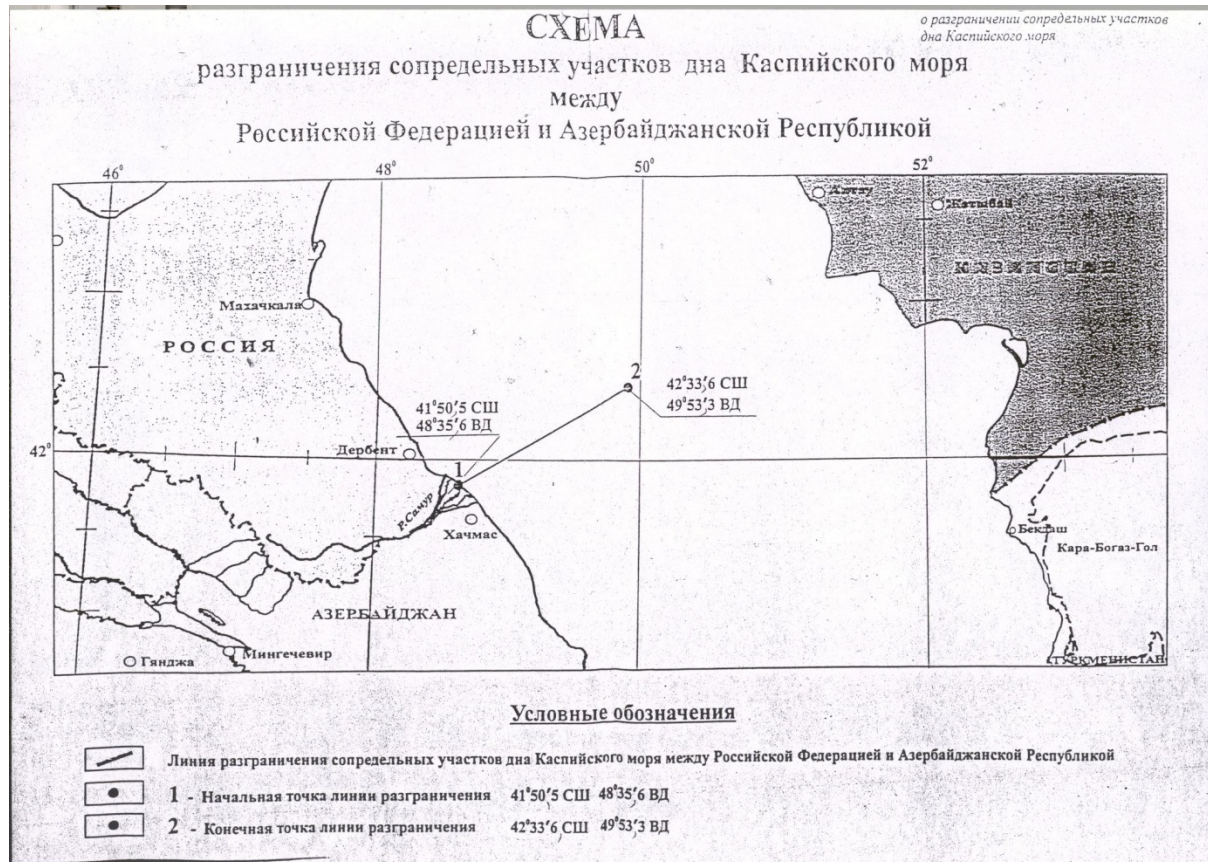 о разграничении сопредельных участков
дна Каспийского моря
СХЕМА
разграничения сопредельных участков дна Каспийского моря
между
Российской Федерацией и Азербайджанской Республикой
46° 48° 50° 52°
Актау
Жетыбай
КАЗАХСТАН
Махачкала
РОССИЯ
2
42°33,′6 СШ
49°53,′3 ВД
41°50,′5 СШ
48°35,′6 ВД
42°
Дербент
1
р.Самур
Хачмас
Бекдаш
Кара-Богаз-Гол
АЗЕРБАЙДЖАН
Мингечевир
Гянджа
ТУРКМЕНИСТАН
Условные обозначения
Линия разграничения сопредельных участков дна Каспийского моря между Российской Федерацией и Азербайджанской Республикой
1 - Начальная точка линии разграничения 41°50,′5 СШ 48°35,′6 ВД
2 - Конечная точка линии разграничения 42°33,′6 СШ 49°53,′3 ВД